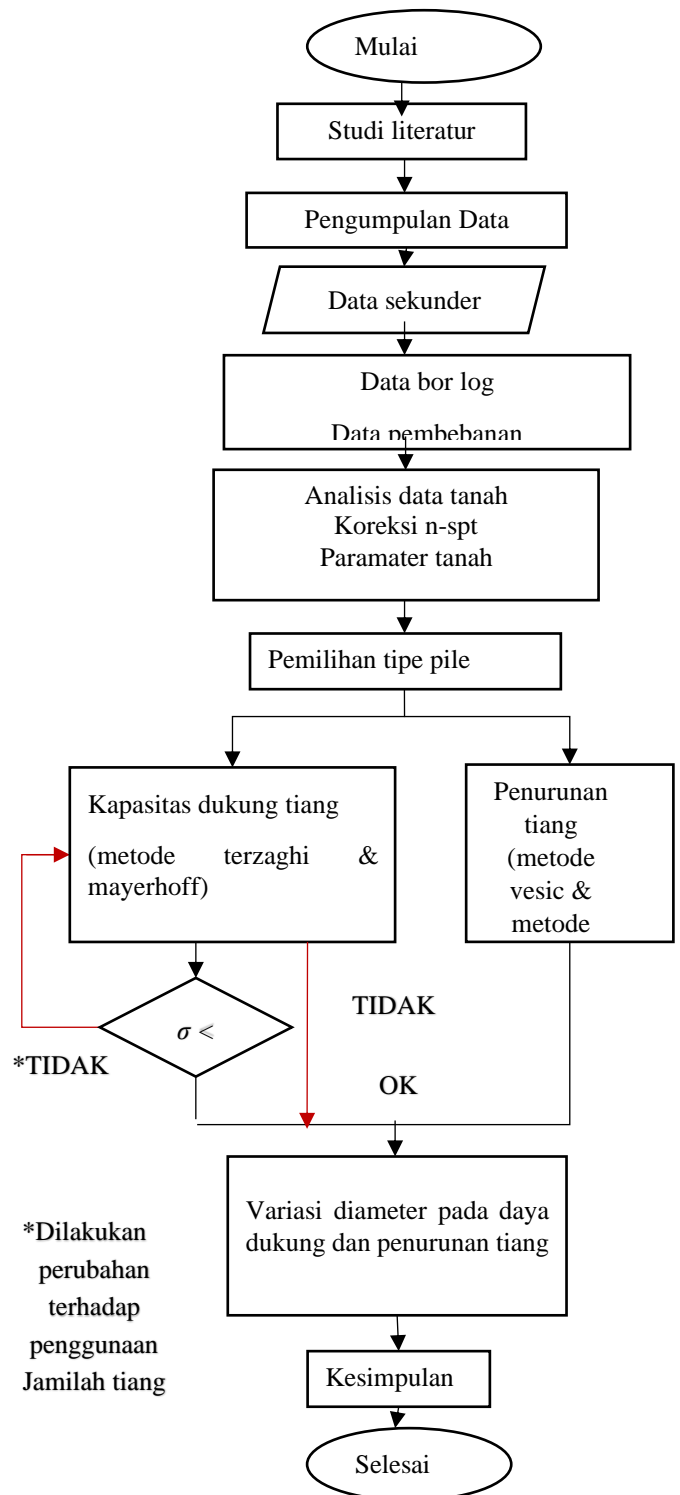 Mulai
Studi literatur
Pengumpulan Data
Data sekunder
Data bor log
Data pembebanan
Analisis data tanah
Koreksi n-spt
Paramater tanah
Pemilihan tipe pile
Kapasitas dukung tiang
(metode terzaghi &
mayerhoff)
Penurunan
tiang
(metode
vesic &
metode
σ <
TIDAK
*TIDAK
OK
Variasi diameter pada daya
dukung dan penurunan tiang
*Dilakukan
perubahan
terhadap
penggunaan
Jamilah tiang
Kesimpulan
Selesai